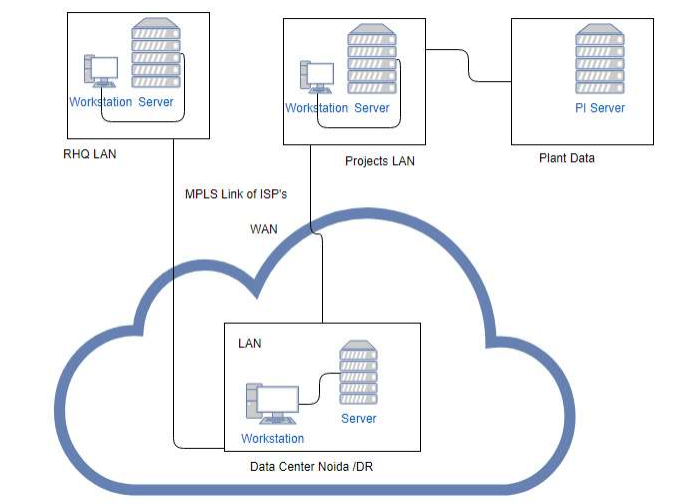 Workstation Server
RHQ LAN
Workstation Server
Projects LAN
PI Server
Plant Data
MPLS Link of ISP's
WAN
LAN
Server
Workstation
Data Center Noida /DR